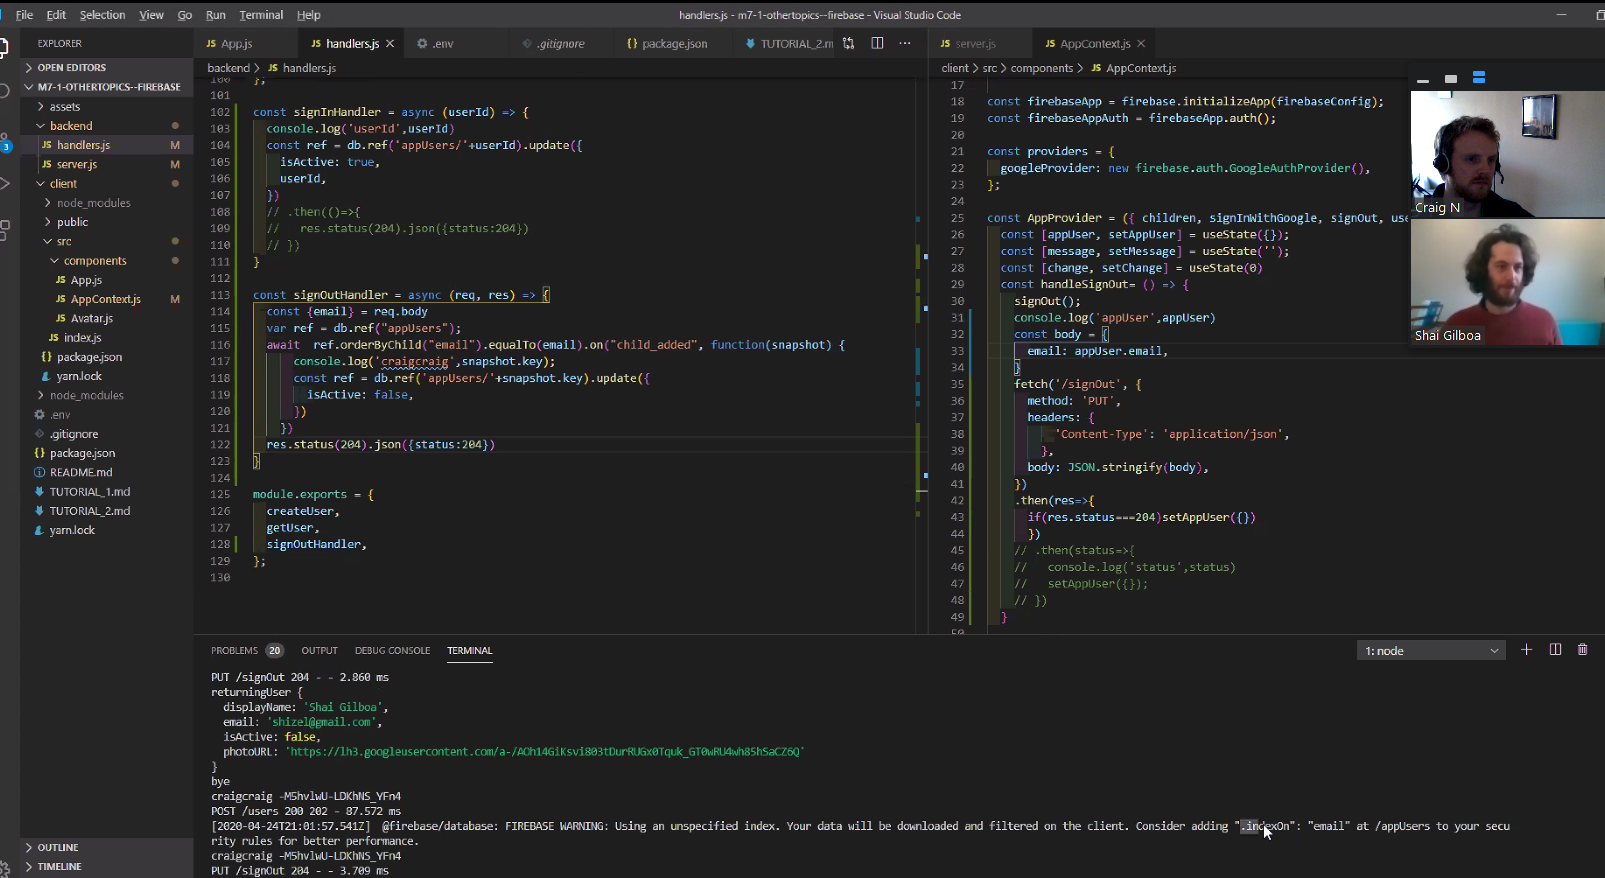 File Edit Selection View Go Run Terminal Help
handlers.js - m7-1-othertopics--firebase - Visual Studio Code
EXPLORER
OPEN EDITORS
M7-1-OTHERTOPICS--FIREBASE
assets
backend
handlers.js M
server.js M
client
node_modules
public
src
components
App.js
AppContext.js M
Avatar.js
index.js
package.json
yarn.lock
node_modules
.env
.gitignore
package.json
README.md
TUTORIAL_1.md
TUTORIAL_2.md
yarn.lock
OUTLINE
TIMELINE
3
App.js handlers.js .env .gitignore package.json TUTORIAL_2.m
backend > handlers.js
100 };
101
102 const signInHandler = async (userId) => {
103 console.log('userId',userId)
104 const ref = db.ref('appUsers/'+userId).update({
105 isActive: true,
106 userId,
107 })
108 // .then(()=>{
109 // res.status(204).json({status:204})
110 // })
111 }
112
113 const signOutHandler = async (req, res) => {
114 const {email} = req.body
115 var ref = db.ref("appUsers");
116 await ref.orderByChild("email").equalTo(email).on("child_added", function(snapshot) {
117 console.log('craigcraig',snapshot.key);
118 const ref = db.ref('appUsers/'+snapshot.key).update({
119 isActive: false,
120 })
121 })
122 res.status(204).json({status:204})
123 }
124
125 module.exports = {
126 createUser,
127 getUser,
128 signOutHandler,
129 };
130
server.js AppContext.js
client > src > components > AppContext.js
17
18 const firebaseApp = firebase.initializeApp(firebaseConfig);
19 const firebaseAppAuth = firebaseApp.auth();
20
21 const providers = {
22 googleProvider: new firebase.auth.GoogleAuthProvider(),
23 };
24
25 const AppProvider = ({ children, signInWithGoogle, signOut, use
26 const [appUser, setAppUser] = useState({});
27 const [message, setMessage] = useState('');
28 const [change, setChange] = useState(0)
29 const handleSignOut= () => {
30 signOut();
31 console.log('appUser',appUser)
32 const body = {
33 email: appUser.email,
34 }
35 fetch('/signOut', {
36 method: 'PUT',
37 headers: {
38 'Content-Type': 'application/json',
39 },
40 body: JSON.stringify(body),
41 })
42 .then(res=>{
43 if(res.status===204)setAppUser({})
44 })
45 // .then(status=>{
46 // console.log('status',status)
47 // setAppUser({});
48 // })
49 }
50
Craig N
Shai Gilboa
PROBLEMS 20 OUTPUT DEBUG CONSOLE TERMINAL
1: node
PUT /signOut 204 - - 2.860 ms
returningUser {
displayName: 'Shai Gilboa',
email: 'shizel@gmail.com',
isActive: false,
photoURL: 'https://lh3.googleusercontent.com/a-/AOh14GiKsvi803tDurRUGx0Tquk_GT0wRU4wh85hSaCZ6Q'
}
bye
craigcraig -M5hvlwU-LDKhNS_YFn4
POST /users 200 202 - 87.572 ms
[2020-04-24T21:01:57.541Z] @firebase/database: FIREBASE WARNING: Using an unspecified index. Your data will be downloaded and filtered on the client. Consider adding ".indexOn": "email" at /appUsers to your secu
rity rules for better performance.
craigcraig -M5hvlwU-LDKhNS_YFn4
PUT /signOut 204 - - 3.709 ms